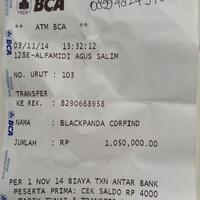 BCA
** ATM BCA **
03/11/14 13:32:12
128E-ALFAMIDI AGUS SALIM
NO. URUT : 103
TRANSFER
KE REK. : 8290688958
NAMA : BLACKPANDA CORPIND
JUMLAH : RP 1,050,000.00
PER 1 NOV 14 BIAYA TXN ANTAR BANK
PESERTA PRIMA: CEK SALDO RP 4000